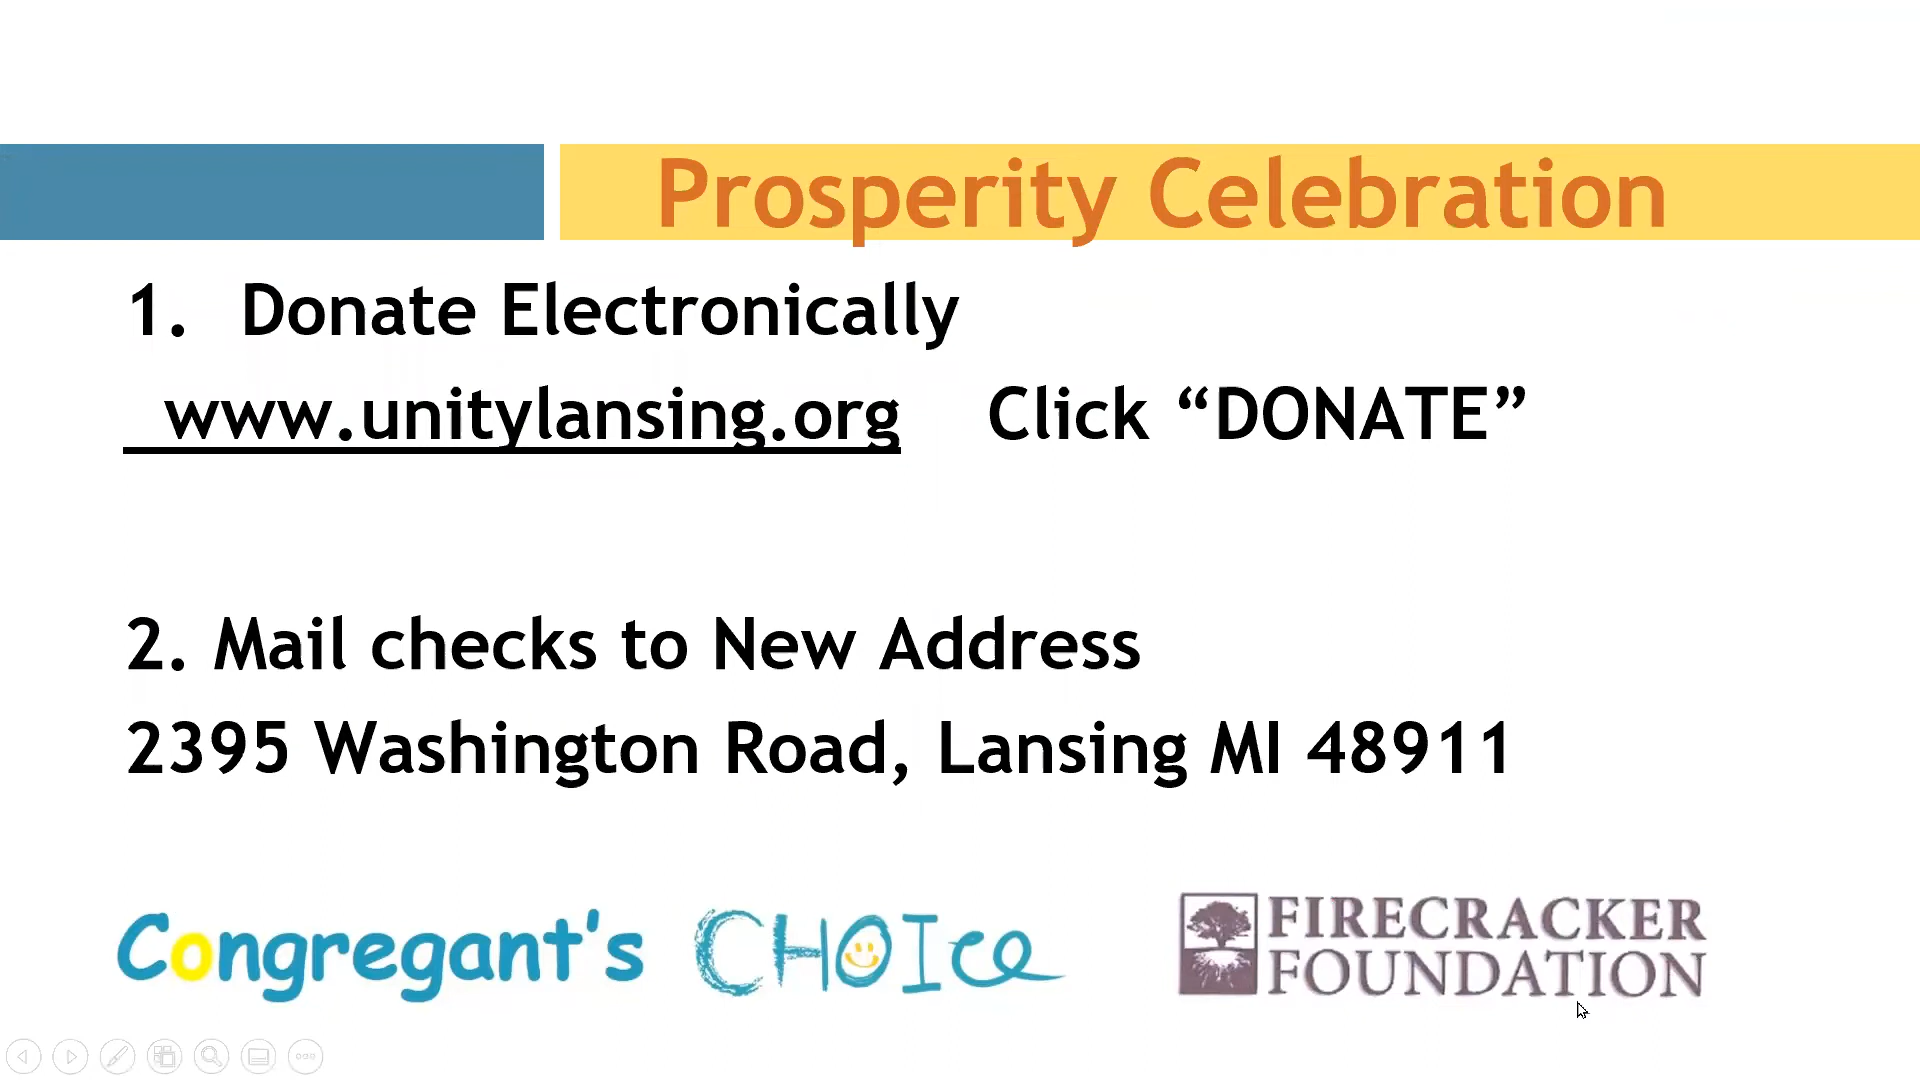 Prosperity Celebration
1. Donate Electronically
www.unitylansing.org Click “DONATE”
2. Mail checks to New Address
2395 Washington Road, Lansing MI 48911
Congregant's CHOIce
FIRECRACKER
FOUNDATION